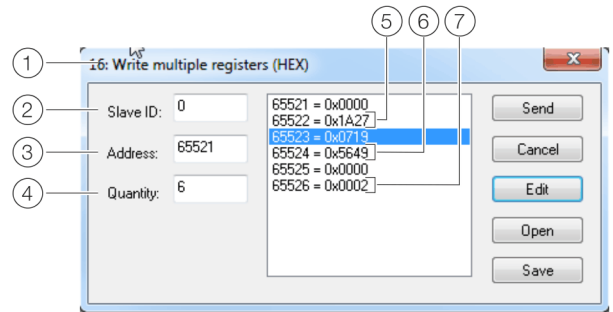 5 6 7
1 16: Write multiple registers (HEX) X
2 Slave ID: 0
3 Address: 65521
4 Quantity: 6
65521 = 0x0000
65522 = 0x1A27
65523 = 0x0719
65524 = 0x5649
65525 = 0x0000
65526 = 0x0002
Send
Cancel
Edit
Open
Save